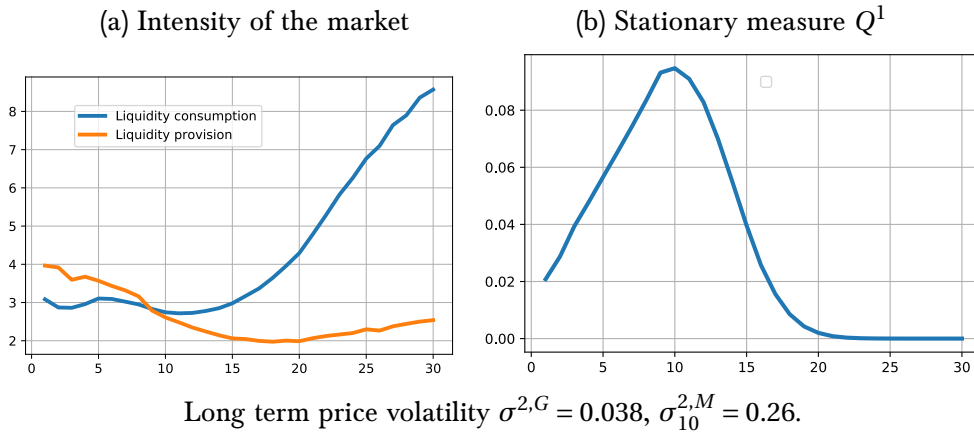 (a) Intensity of the market
(b) Stationary measure Q¹
8
7
6
5
4
3
2
Liquidity consumption
Liquidity provision
0 5 10 15 20 25 30
0.08
0.06
0.04
0.02
0.00
0 5 10 15 20 25 30
Long term price volatility σ^{2,G} = 0.038, σ^{2,M}_{10} = 0.26.